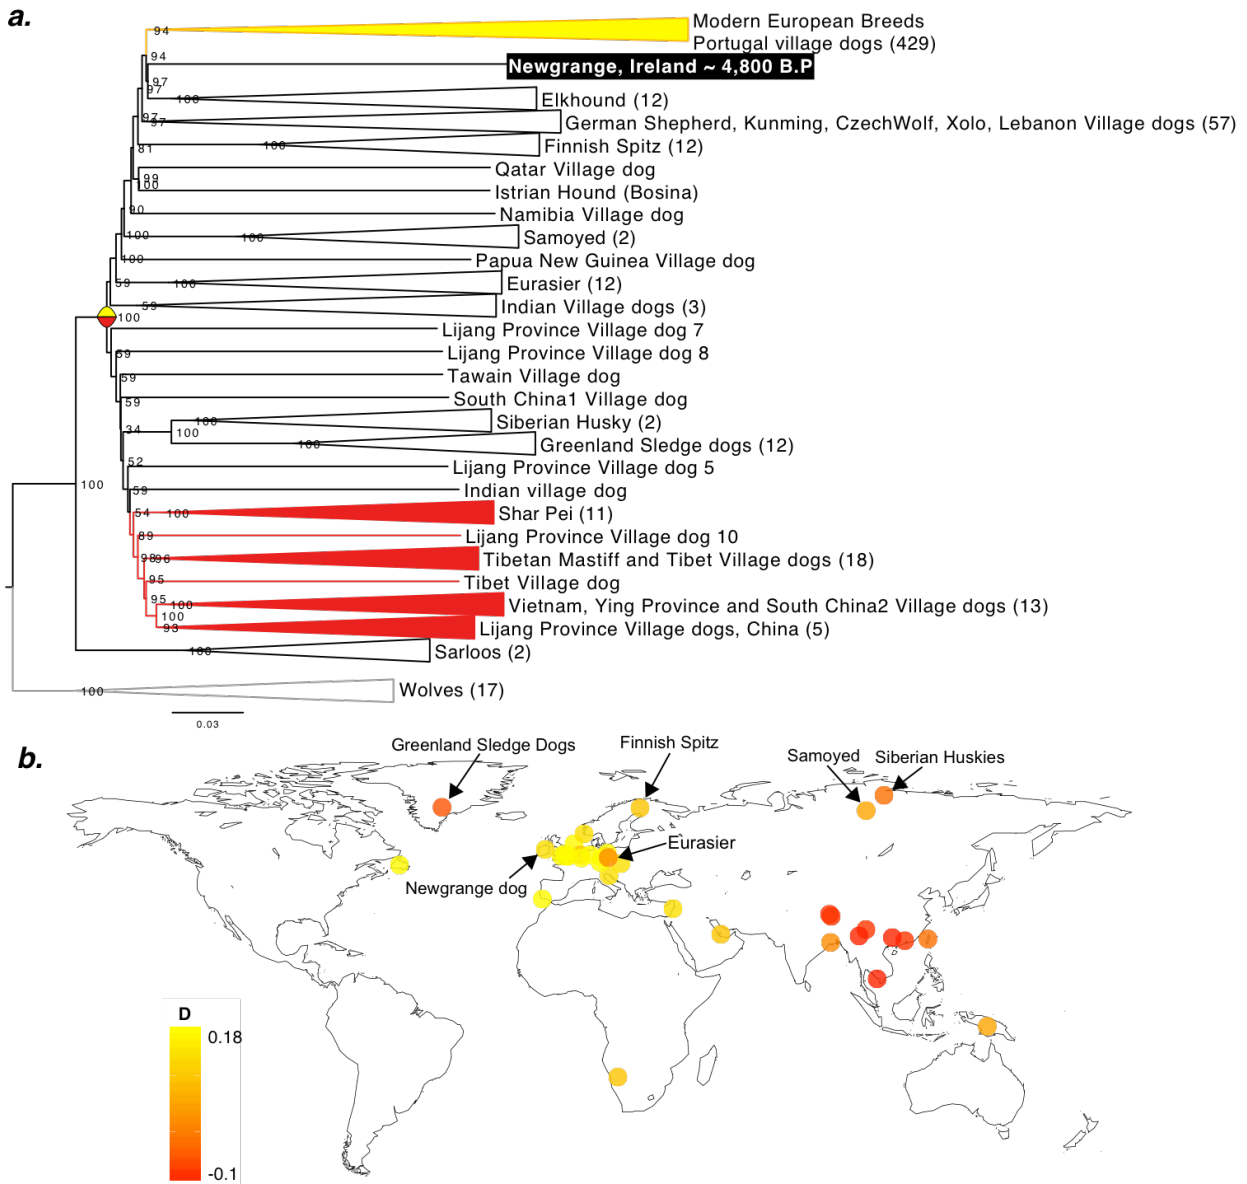 a.
94
Modern European Breeds
Portugal village dogs (429)
94
Newgrange, Ireland ~ 4,800 B.P
97
97
100
Elkhound (12)
97
97
German Shepherd, Kunming, CzechWolf, Xolo, Lebanon Village dogs (57)
81
100
Finnish Spitz (12)
Qatar Village dog
99
100
Istrian Hound (Bosina)
90
Namibia Village dog
100
100
Samoyed (2)
100
Papua New Guinea Village dog
59
100
Eurasier (12)
59
Indian Village dogs (3)
100
Lijang Province Village dog 7
59
Lijang Province Village dog 8
59
Tawain Village dog
59
South China1 Village dog
100
Siberian Husky (2)
34
100
100
Greenland Sledge dogs (12)
52
Lijang Province Village dog 5
100
59
Indian village dog
54
100
Shar Pei (11)
89
Lijang Province Village dog 10
98
96
Tibetan Mastiff and Tibet Village dogs (18)
95
Tibet Village dog
95
100
Vietnam, Ying Province and South China2 Village dogs (13)
100
93
Lijang Province Village dogs, China (5)
100
Sarloos (2)
100
Wolves (17)
0.03
b.
Greenland Sledge Dogs
Finnish Spitz
Samoyed
Siberian Huskies
Eurasier
Newgrange dog
D
0.18
-0.1